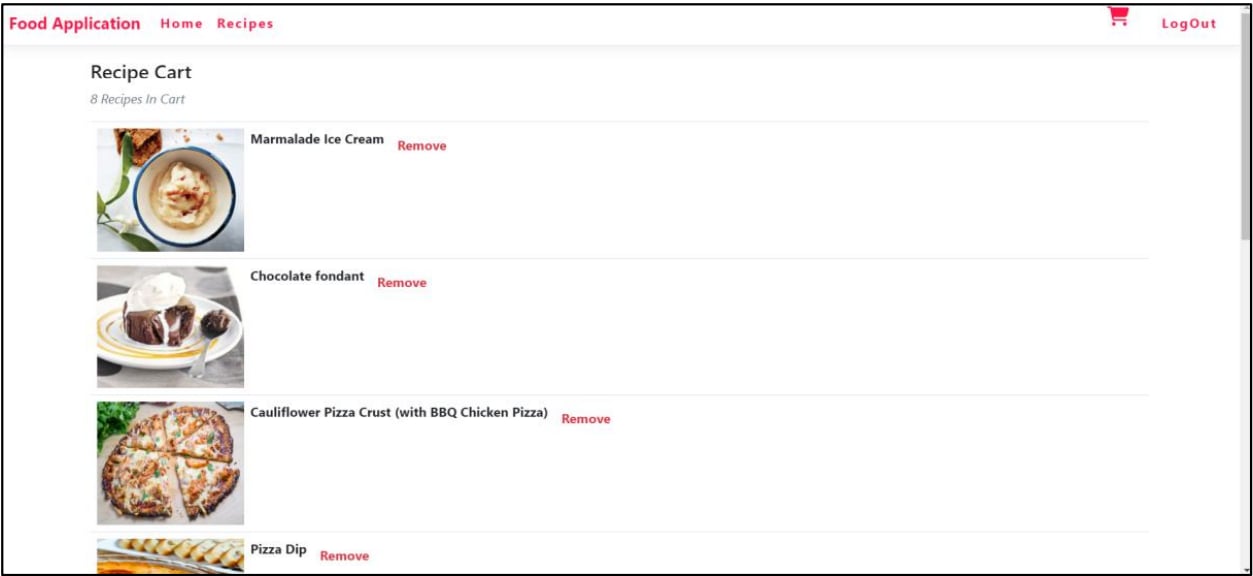 Food Application Home Recipes LogOut
Recipe Cart
8 Recipes In Cart
Marmalade Ice Cream Remove
Chocolate fondant Remove
Cauliflower Pizza Crust (with BBQ Chicken Pizza) Remove
Pizza Dip Remove